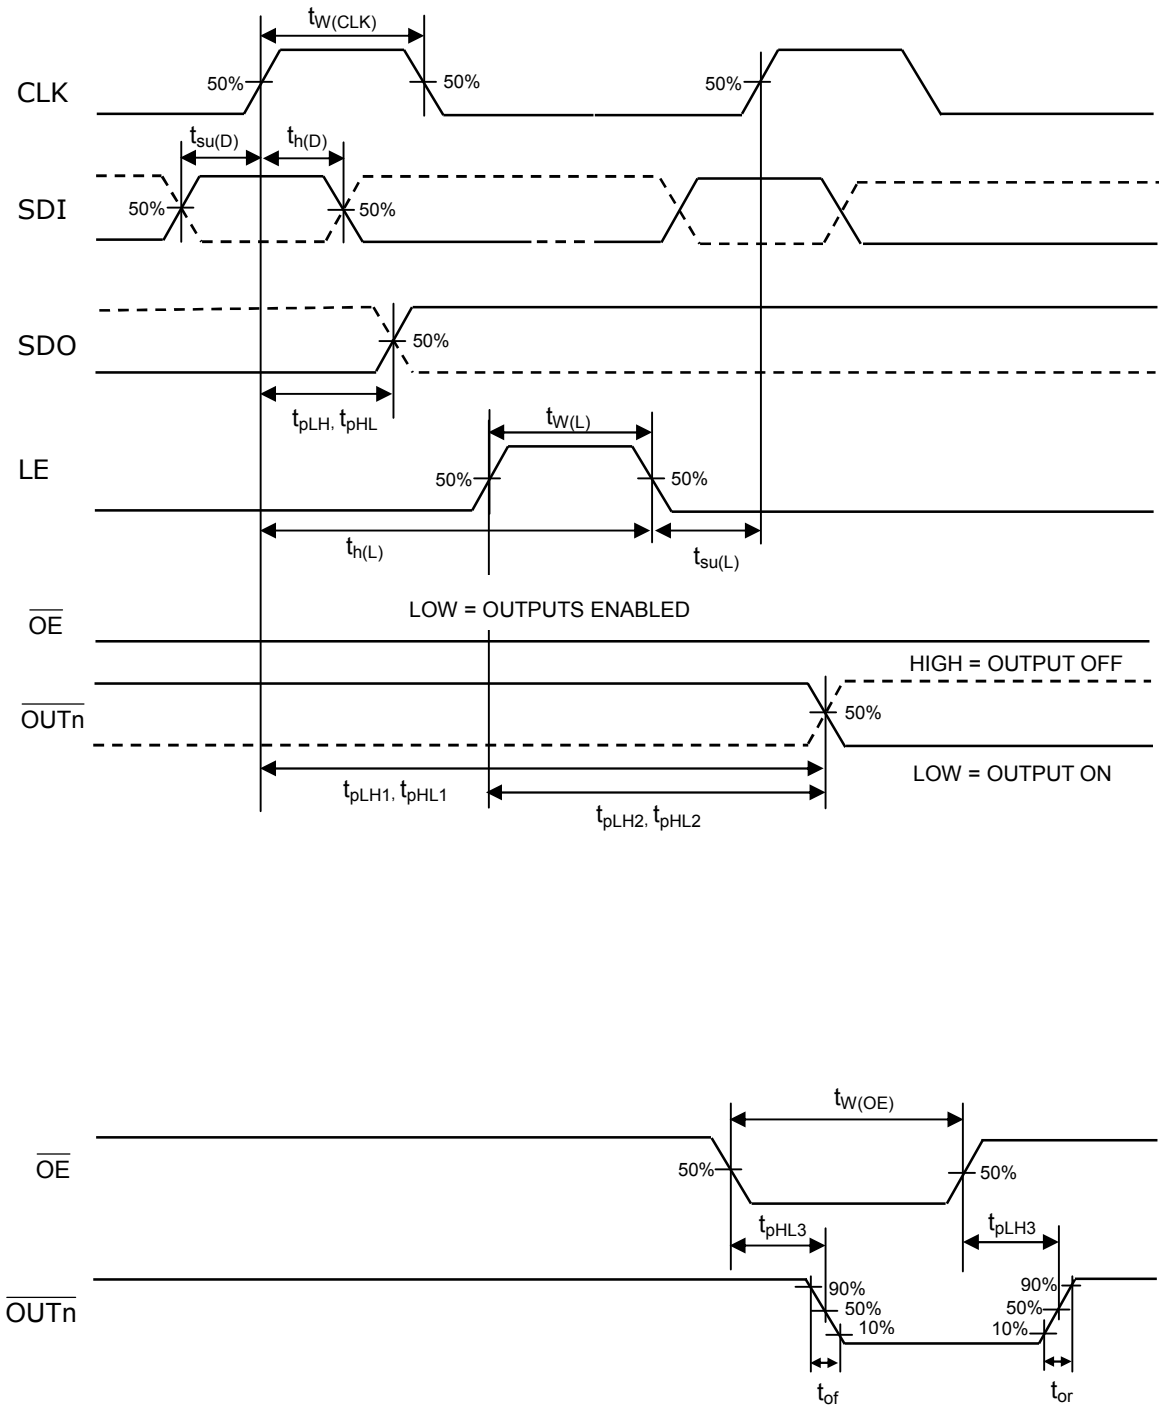 tW(CLK)
CLK
50%
50%
50%
tsu(D)
th(D)
SDI
50%
50%
SDO
50%
tpLH, tpHL
tW(L)
LE
50%
50%
th(L)
tsu(L)
LOW = OUTPUTS ENABLED
OE
HIGH = OUTPUT OFF
OUTn
50%
LOW = OUTPUT ON
tpLH1, tpHL1
tpLH2, tpHL2
tW(OE)
OE
50%
50%
tpHL3
tpLH3
OUTn
90%
50%
10%
90%
50%
10%
tof
tor